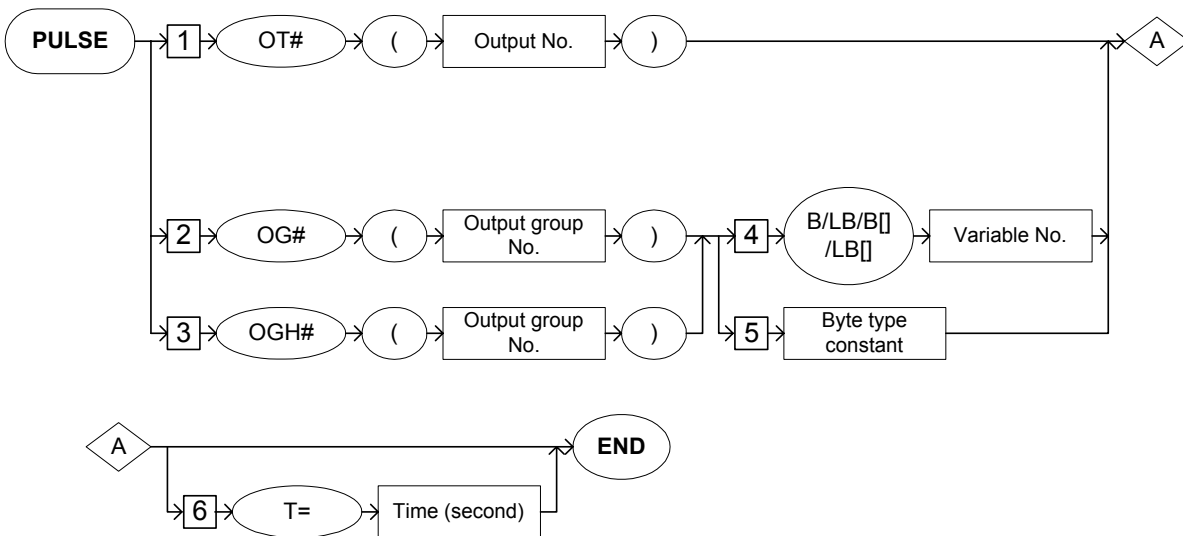 PULSE 1 OT# ( Output No. ) A
2 OG# ( Output group No. ) 4 B/LB/B[] /LB[] Variable No.
3 OGH# ( Output group No. ) 5 Byte type constant
A END
6 T= Time (second)